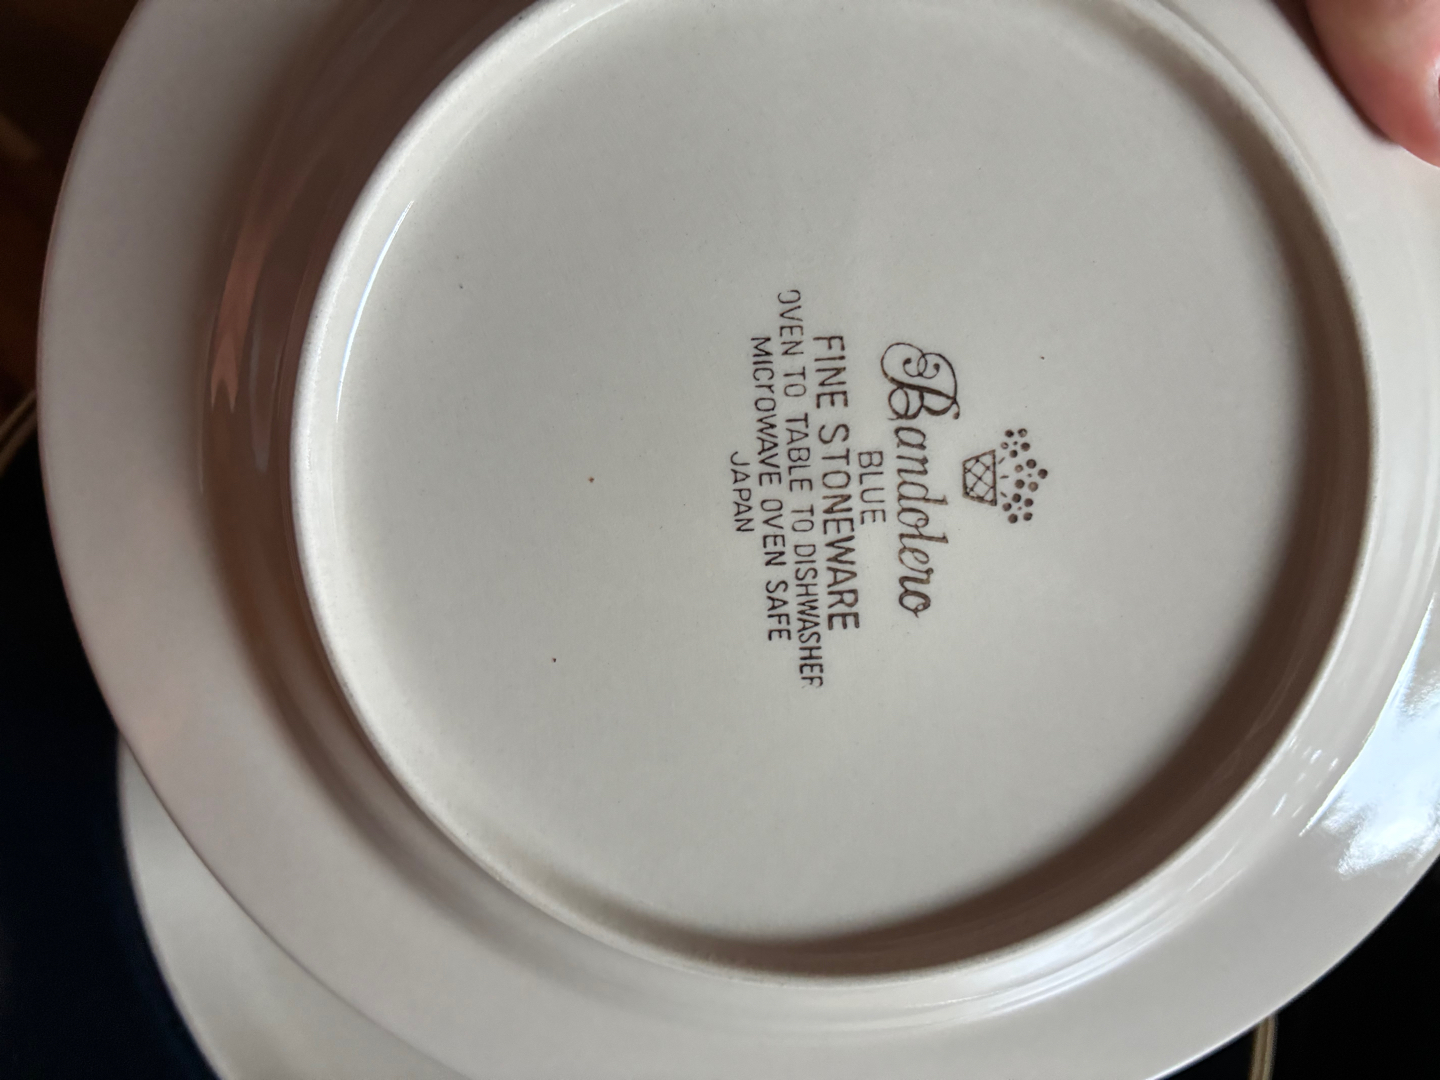 Bandolero
BLUE
FINE STONEWARE
OVEN TO TABLE TO DISHWASHER
MICrOWAVE OVEN SAFE
JAPAN